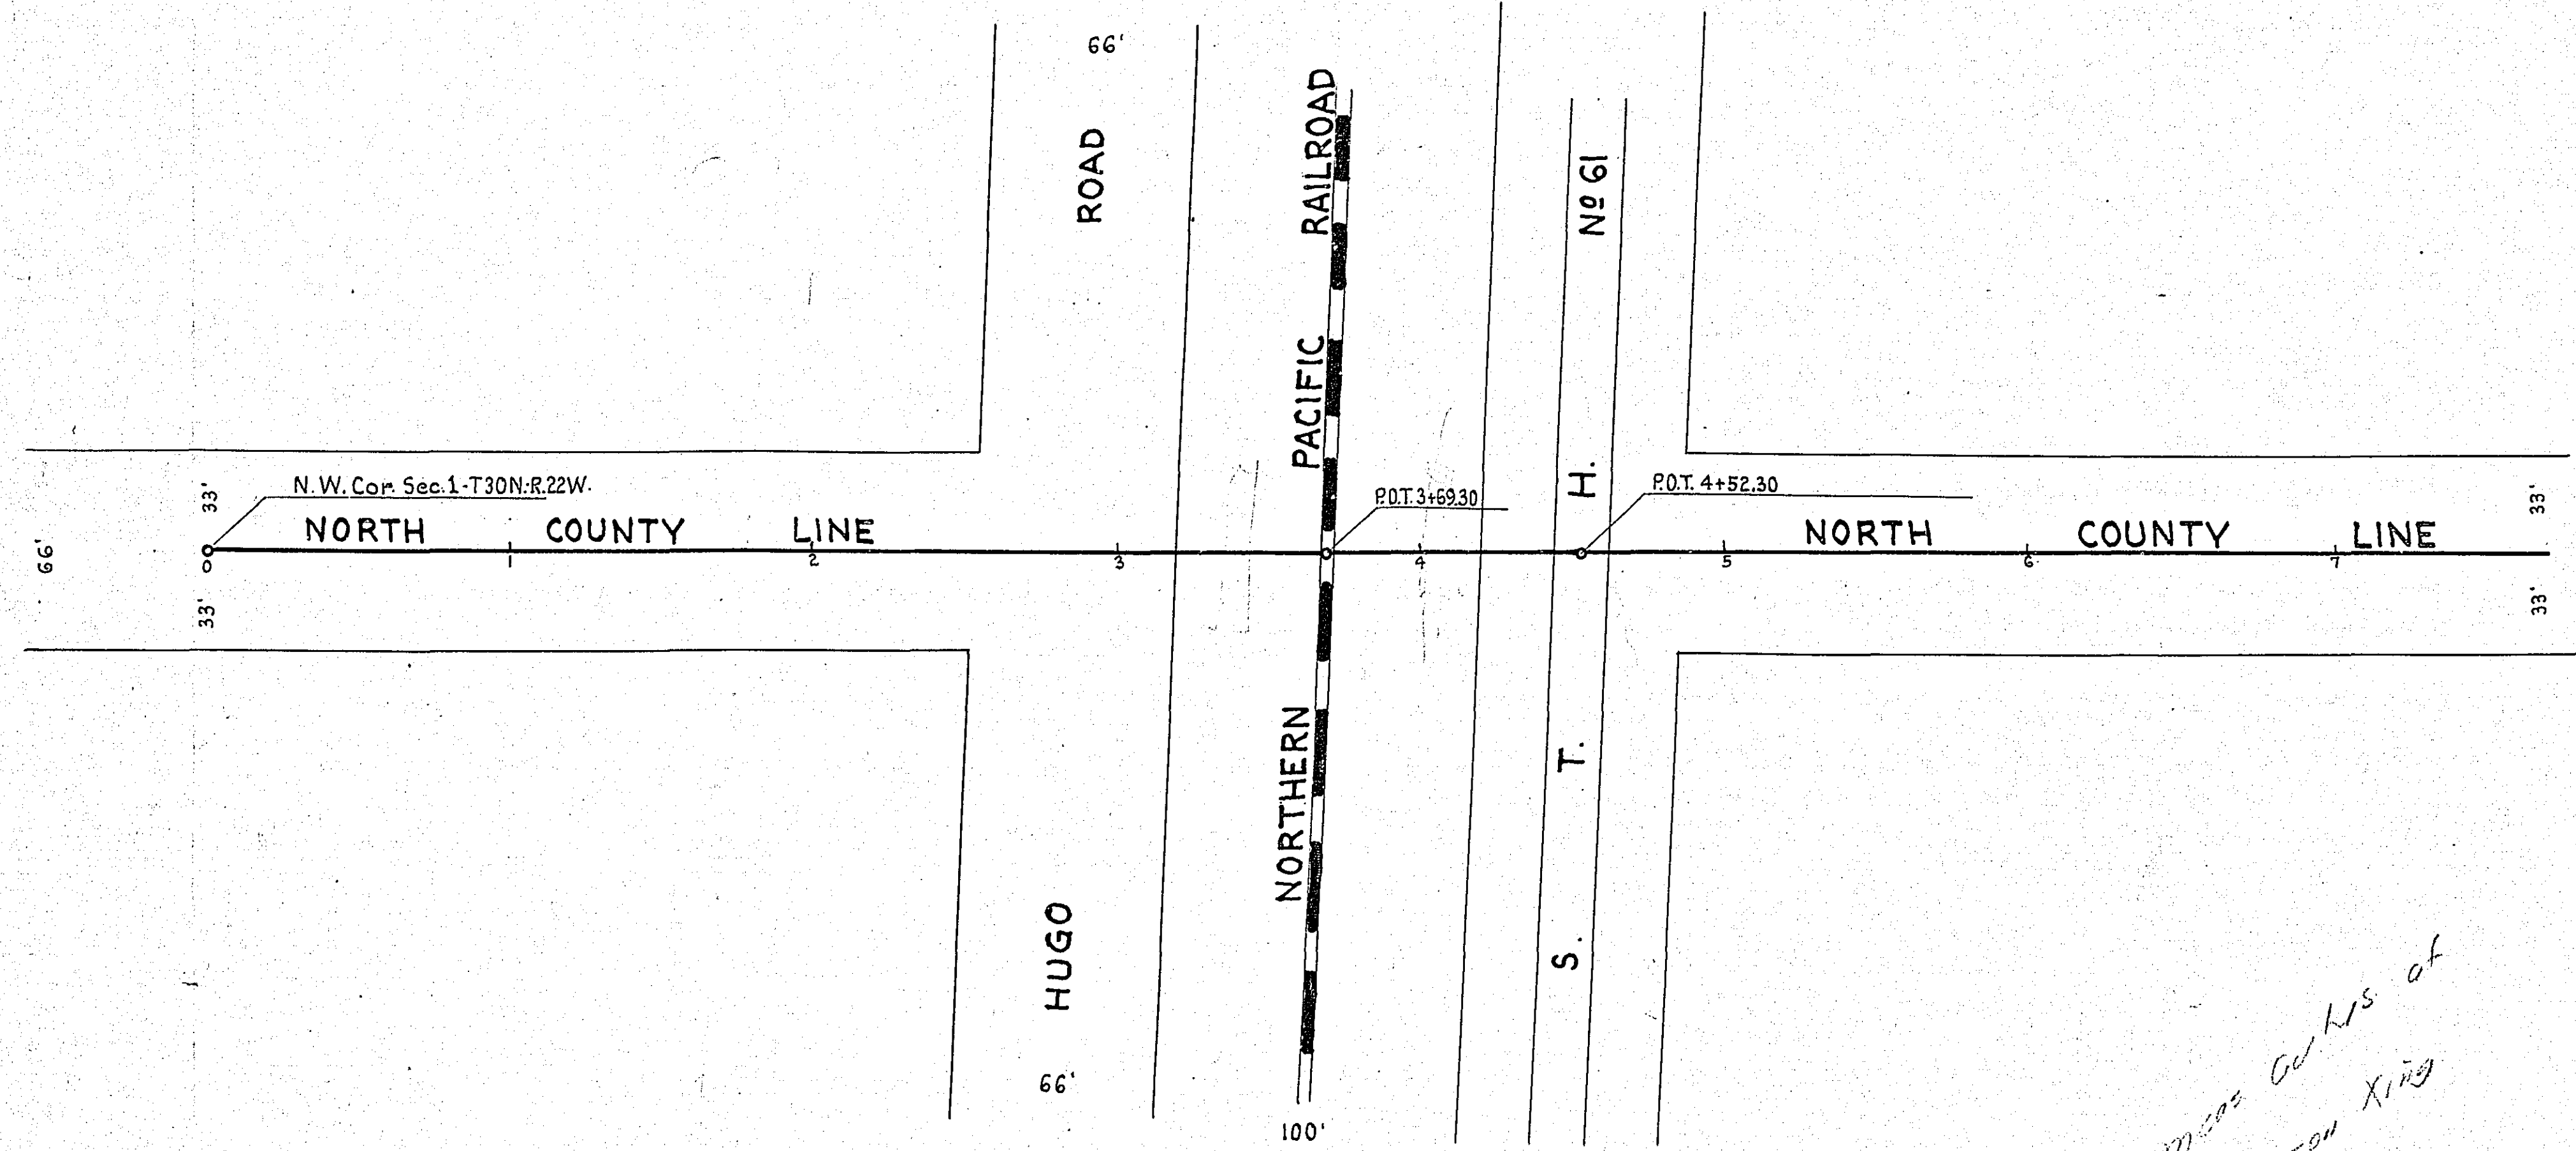 66'
ROAD
HUGO
66'
NORTHERN PACIFIC RAILROAD
100'
S. T. H. Nº 61
N.W. Cor. Sec. 1-T30N.-R.22W.
P.O.T. 3+69.30
P.O.T. 4+52.30
NORTH COUNTY LINE
NORTH COUNTY LINE
66'
33'
33'
0 1 2 3 4 5 6 7
33'
33'
at
Xing